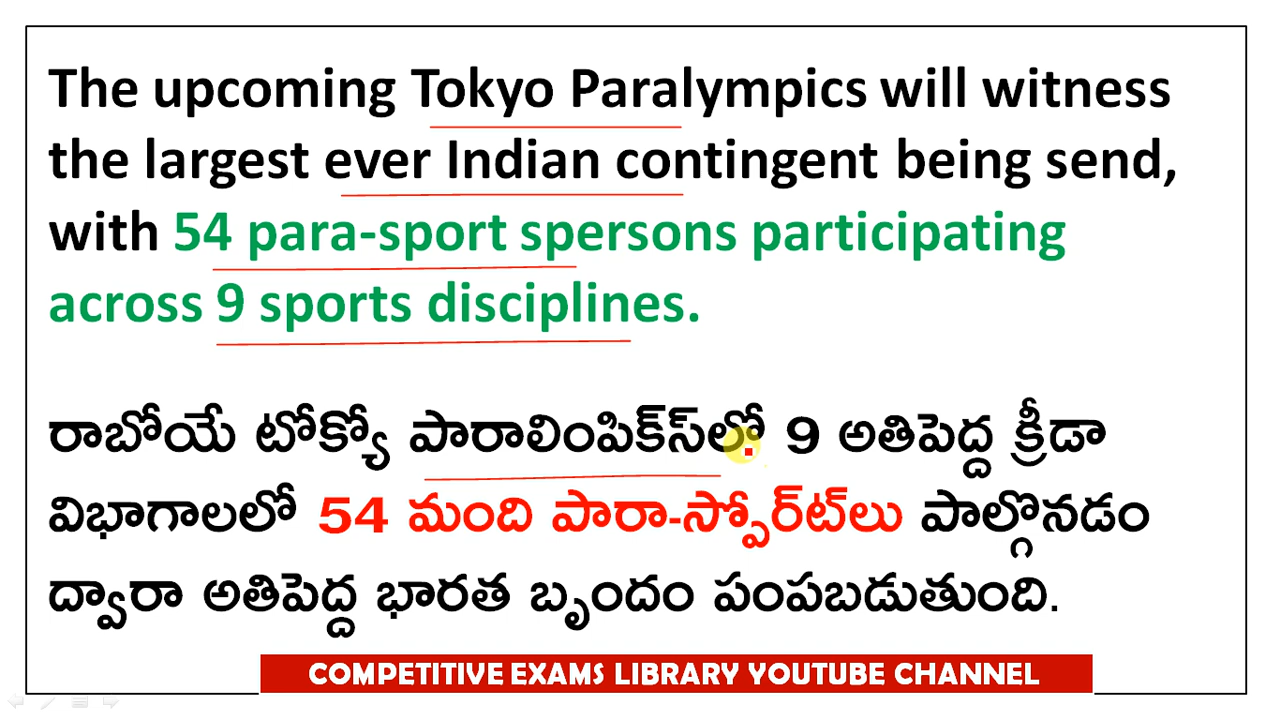 The upcoming Tokyo Paralympics will witness
the largest ever Indian contingent being send,
with 54 para-sport spersons participating
across 9 sports disciplines.
రాబోయే టోక్యో పారాలింపిక్స్‌లో 9 అతిపెద్ద క్రీడా
విభాగాలలో 54 మంది పారా-స్పోర్ట్‌లు పాల్గొనడం
ద్వారా అతిపెద్ద భారత బృందం పంపబడుతుంది.
COMPETITIVE EXAMS LIBRARY YOUTUBE CHANNEL